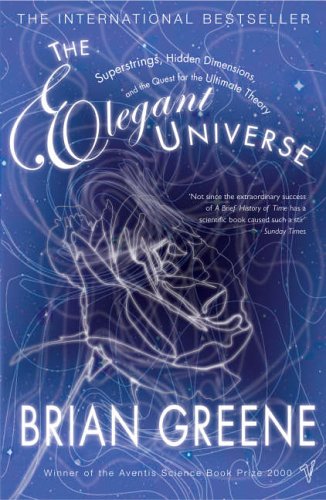 THE INTERNATIONAL BESTSELLER
THE
Elegant
UNIVERSE
Superstrings, Hidden Dimensions,
and the Quest for the Ultimate Theory
'Not since the extraordinary success
of A Brief History of Time has a
scientific book caused such a stir'
Sunday Times
BRIAN GREENE
Winner of the Aventis Science Book Prize 2000
V